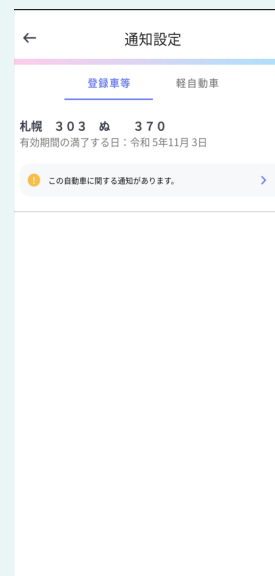 通知設定
登録車等 軽自動車
札幌 303 ぬ 370
有効期間の満了する日：令和 5年11月 3日
この自動車に関する通知があります。